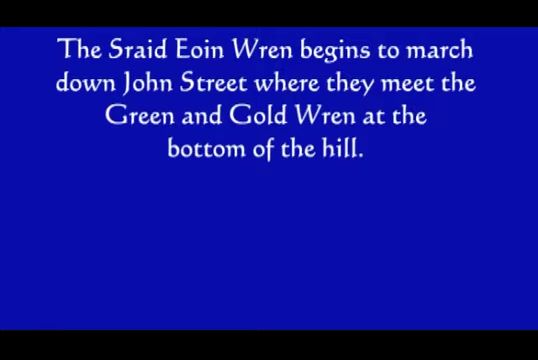 The Sraid Eoin Wren begins to march
down John Street where they meet the
Green and Gold Wren at the
bottom of the hill.